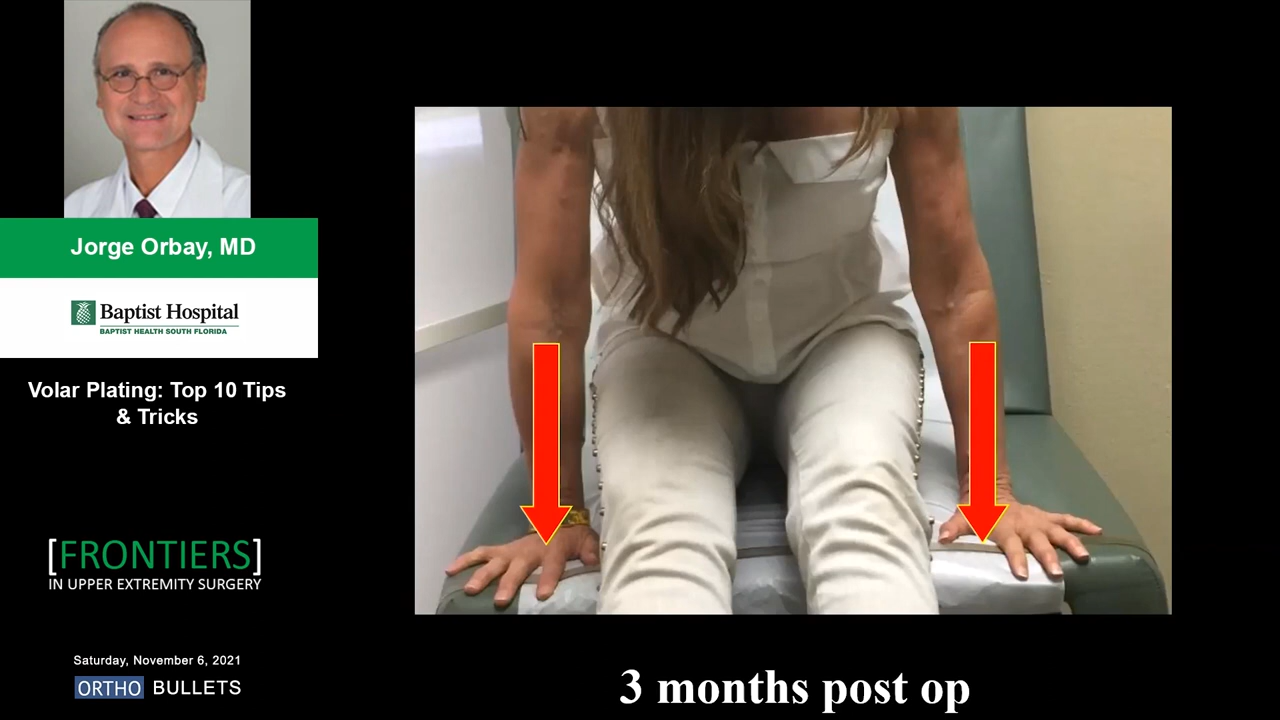 Jorge Orbay, MD
Baptist Hospital
BAPTIST HEALTH SOUTH FLORIDA
Volar Plating: Top 10 Tips
& Tricks
[FRONTIERS]
IN UPPER EXTREMITY SURGERY
Saturday, November 6, 2021
ORTHO BULLETS
3 months post op